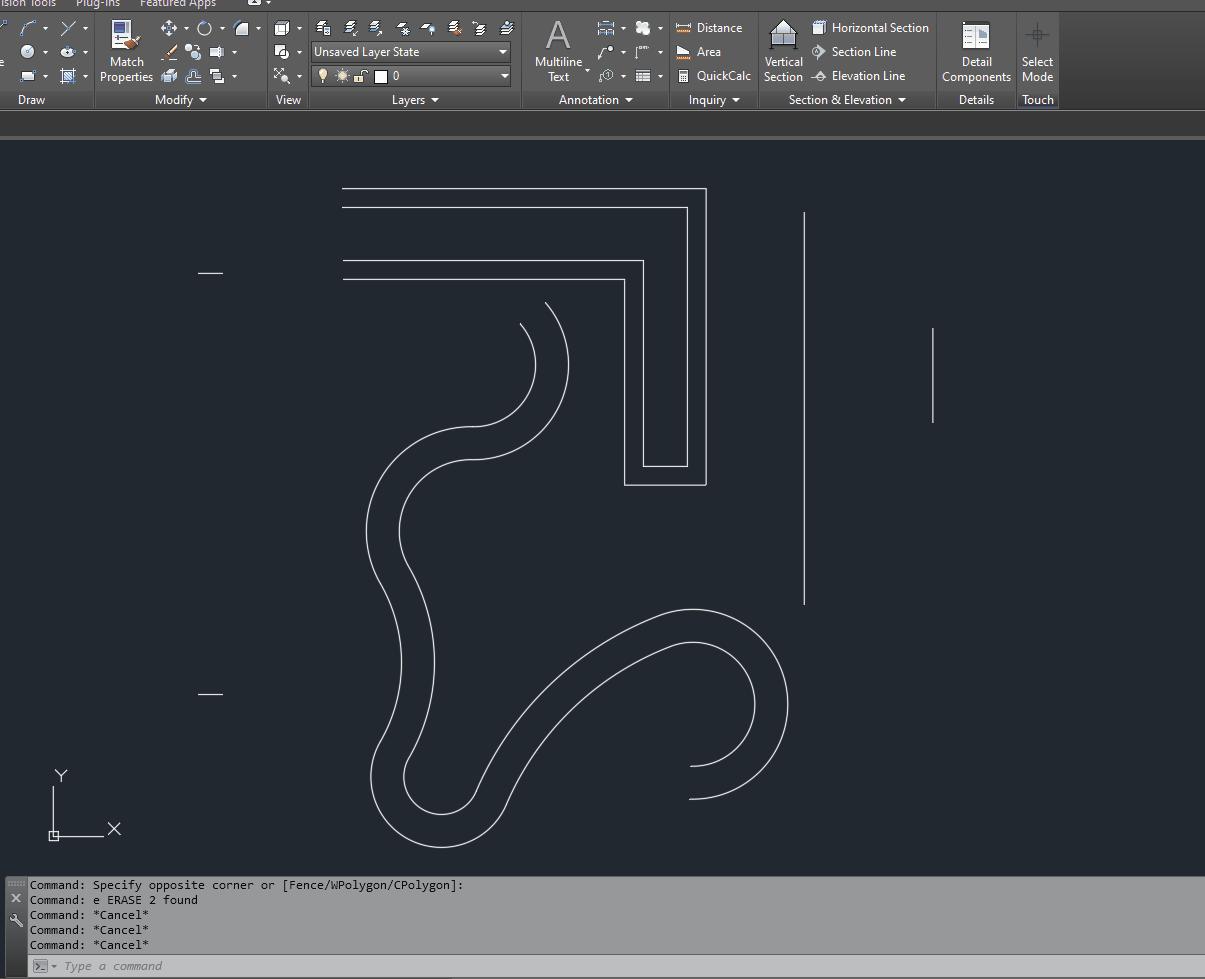 ision Tools Plug-ins Featured Apps
Match Properties
Unsaved Layer State
0
A
Multiline Text
Distance
Area
QuickCalc
Vertical Section
Horizontal Section
Section Line
Elevation Line
Detail Components
Select Mode
Draw
Modify
View
Layers
Annotation
Inquiry
Section & Elevation
Details
Touch
Y
X
Command: Specify opposite corner or [Fence/WPolygon/CPolygon]:
Command: e ERASE 2 found
Command: *Cancel*
Command: *Cancel*
Command: *Cancel*
Type a command